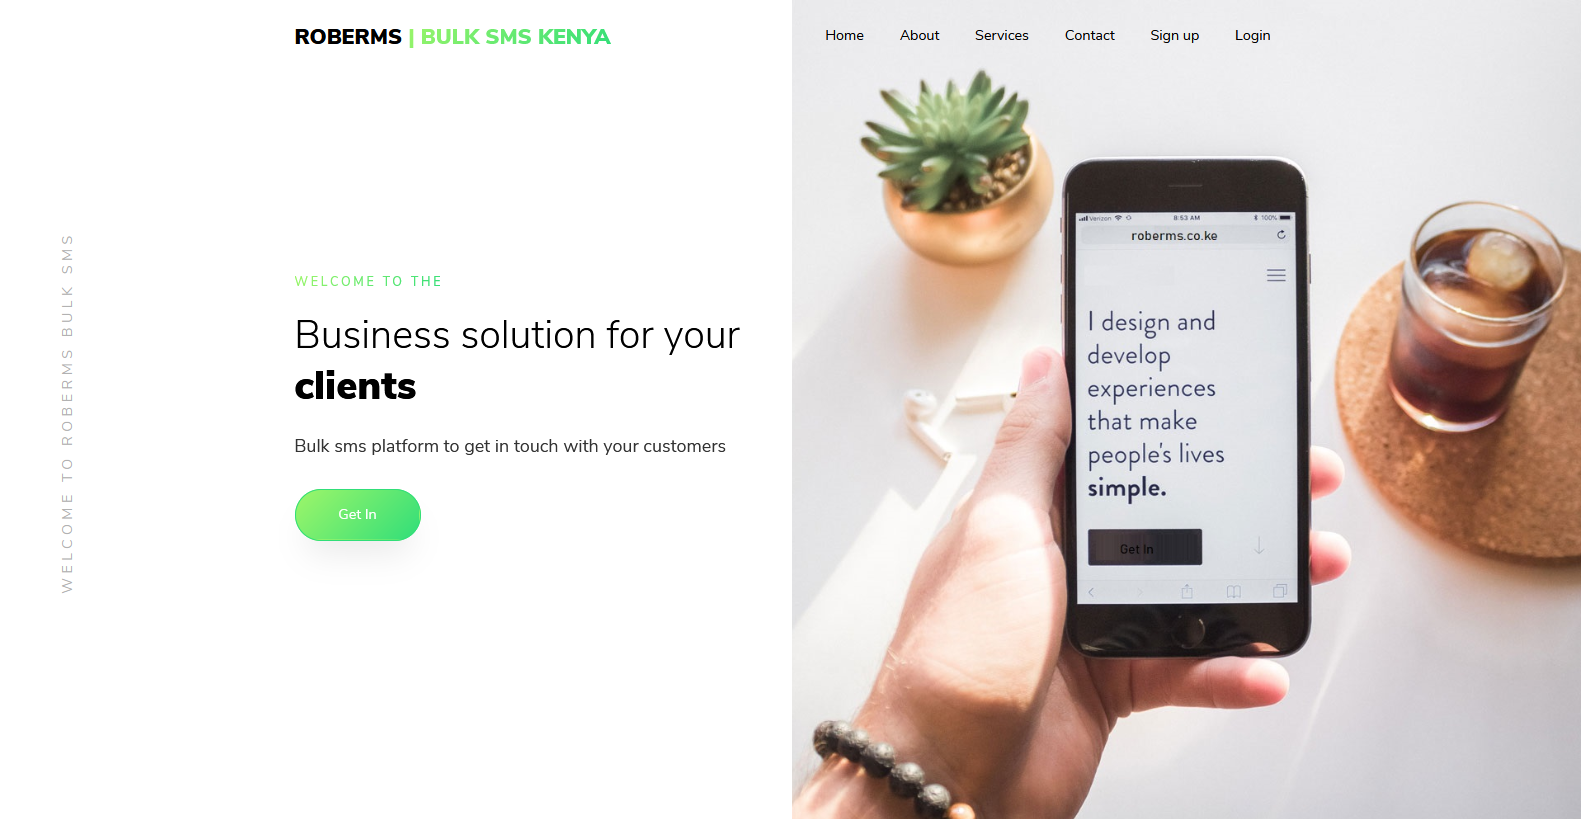 ROBERMS | BULK SMS KENYA
Home About Services Contact Sign up Login
WELCOME TO ROBERMS BULK SMS
WELCOME TO THE
Business solution for your
clients
Bulk sms platform to get in touch with your customers
Get In
Verizon 8:53 AM 100%
roberms.co.ke
I design and
develop
experiences
that make
people's lives
simple.
Get In